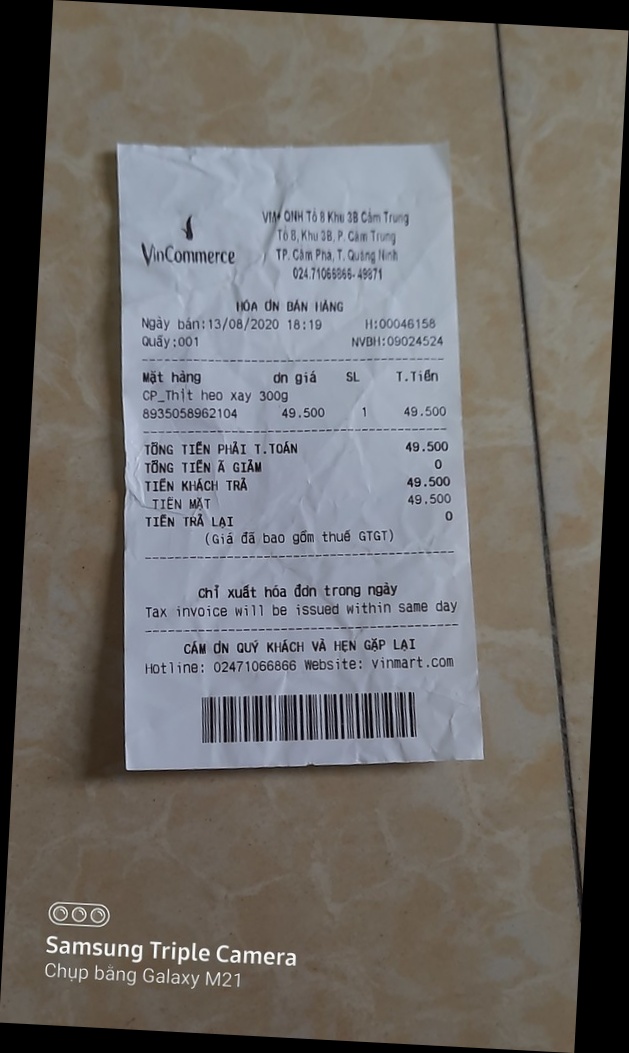 VinCommerce
VM+ QNH Tổ 8 Khu 3B Cẩm Trung
Tổ 8, Khu 3B, P. Cẩm Trung
TP. Cẩm Phả, T. Quảng Ninh
024.71066866-49871
HÓA ĐN BÁN HÀNG
Ngày bán:13/08/2020 18:19 H:00046158
Quầy:001 NVBH:09024524
Mặt hàng đn giá SL T.Tiền
CP_Thịt heo xay 300g
8935058962104 49.500 1 49.500
TỔNG TIỀN PHẢI T.TOÁN 49.500
TỔNG TIỀN Ã GIẢM 0
TIỀN KHÁCH TRẢ 49.500
TIỀN MẶT 49.500
TIỀN TRẢ LẠI 0
(Giá đã bao gồm thuế GTGT)
Chỉ xuất hóa đơn trong ngày
Tax invoice will be issued within same day
CÁM ƠN QUÝ KHÁCH VÀ HẸN GẶP LẠI
Hotline: 02471066866 Website: vinmart.com
Samsung Triple Camera
Chụp bằng Galaxy M21